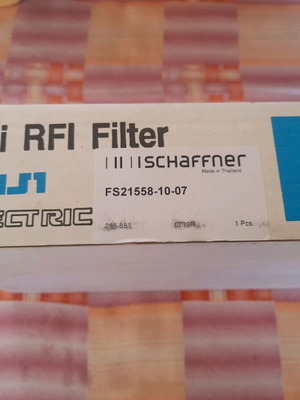 i RFI Filter
SCHAFFNER
Made in Thailand
FS21558-10-07
ECTRIC
1 Pcs.